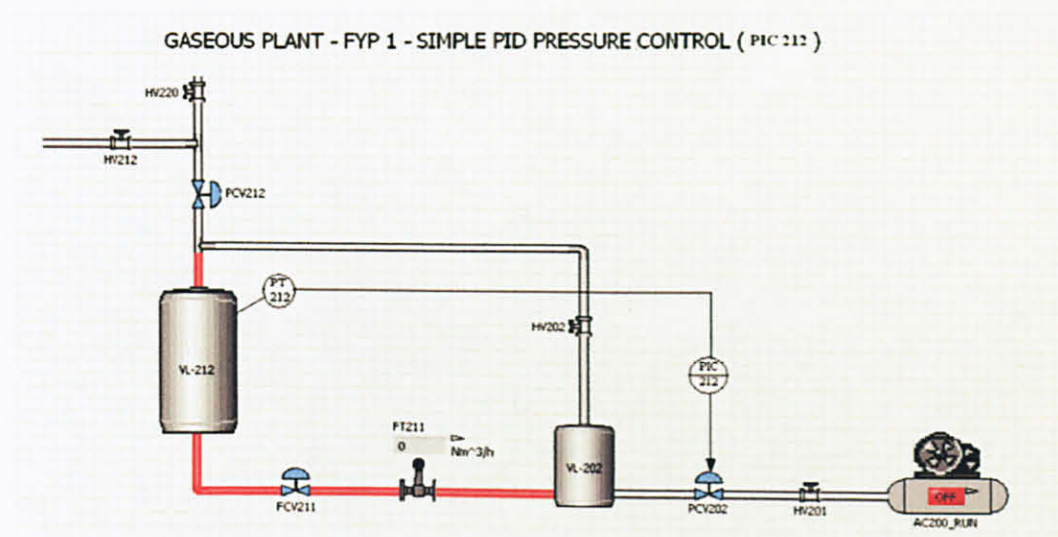 GASEOUS PLANT - FYP 1 - SIMPLE PID PRESSURE CONTROL ( PIC 212 )
HV220
HV212
PCV212
PT
212
HV202
VL-212
PIC
212
FT211
0
Nm^3/h
VL-202
FCV211
PCV202
HV201
OFF
AC200_RUN